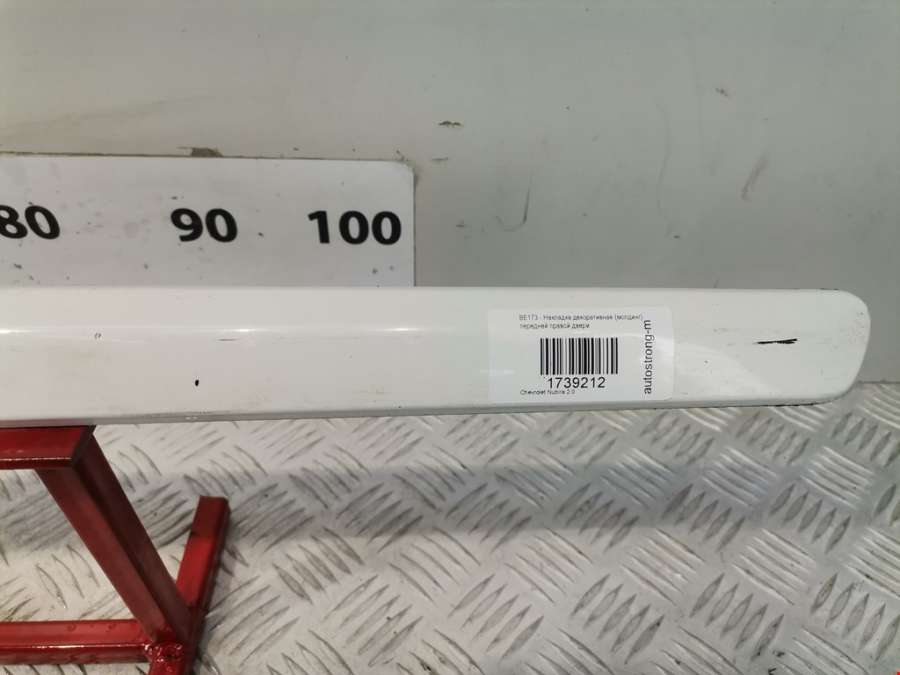 80 90 100
BE173 - Накладка декоративная (молдинг)
передней правой двери
1739212
Chevrolet Nubira 2.0
autostrong-m